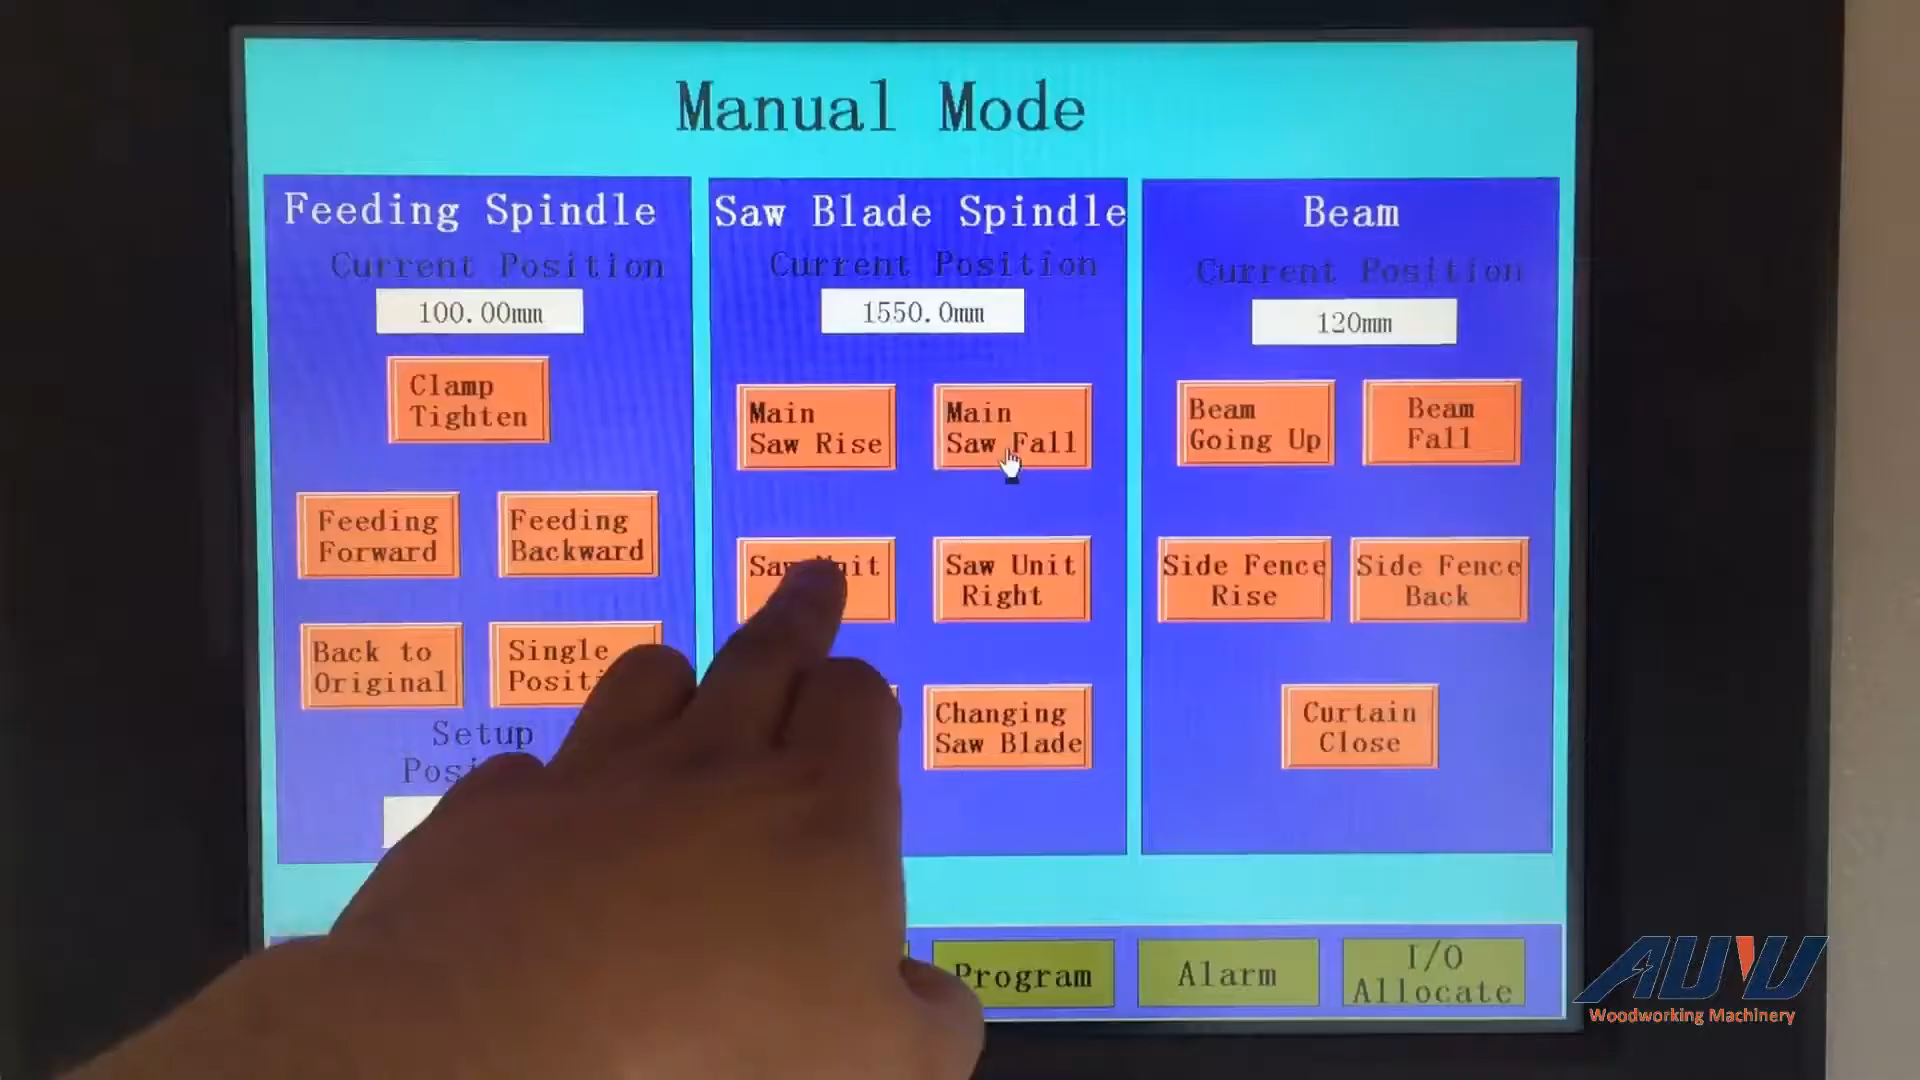 Manual Mode
Feeding Spindle
Current Position
100.00mm
Clamp
Tighten
Feeding
Forward
Feeding
Backward
Back to
Original
Single
Setup
Saw Blade Spindle
Current Position
1550.0mm
Main
Saw Rise
Main
Saw Fall
Saw Unit
Saw Unit
Right
Changing
Saw Blade
Beam
Current Position
120mm
Beam
Going Up
Beam
Fall
Side Fence
Rise
Side Fence
Back
Curtain
Close
Program
Alarm
I/O
Allocate
AUW
Woodworking Machinery